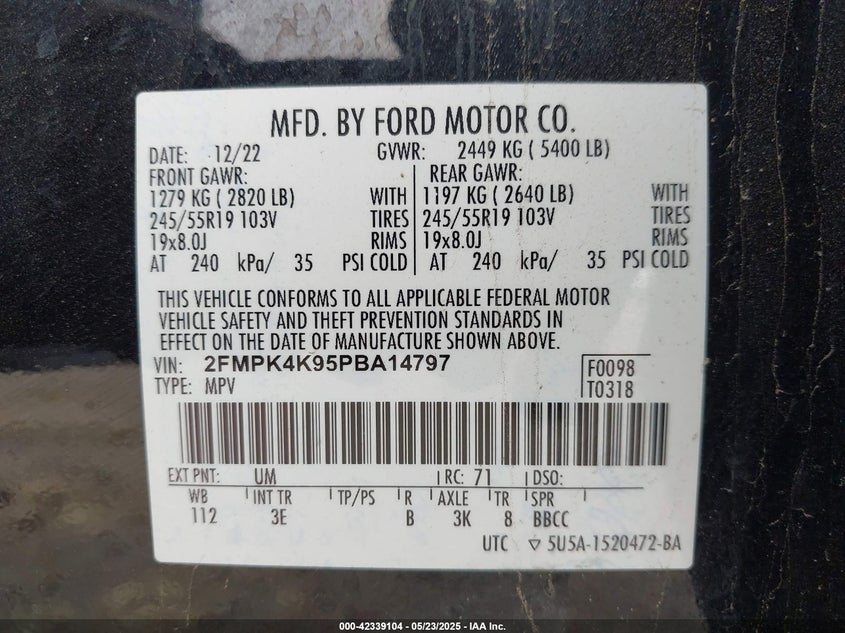 MFD. BY FORD MOTOR CO.
DATE: 12/22 GVWR: 2449 KG ( 5400 LB)
FRONT GAWR: REAR GAWR:
1279 KG ( 2820 LB) WITH 1197 KG ( 2640 LB) WITH
245/55R19 103V TIRES 245/55R19 103V TIRES
19x8.0J RIMS 19x8.0J RIMS
AT 240 kPa/ 35 PSI COLD AT 240 kPa/ 35 PSI COLD
THIS VEHICLE CONFORMS TO ALL APPLICABLE FEDERAL MOTOR
VEHICLE SAFETY AND THEFT PREVENTION STANDARDS IN
EFFECT ON THE DATE OF MANUFACTURE SHOWN ABOVE.
VIN: 2FMPK4K95PBA14797 F0098
TYPE: MPV T0318
EXT PNT: UM RC: 71 DSO:
WB INT TR TP/PS R AXLE TR SPR
112 3E B 3K 8 BBCC
UTC ▽ 5U5A-1520472-BA
000-42339104 - 05/23/2025 - IAA Inc.